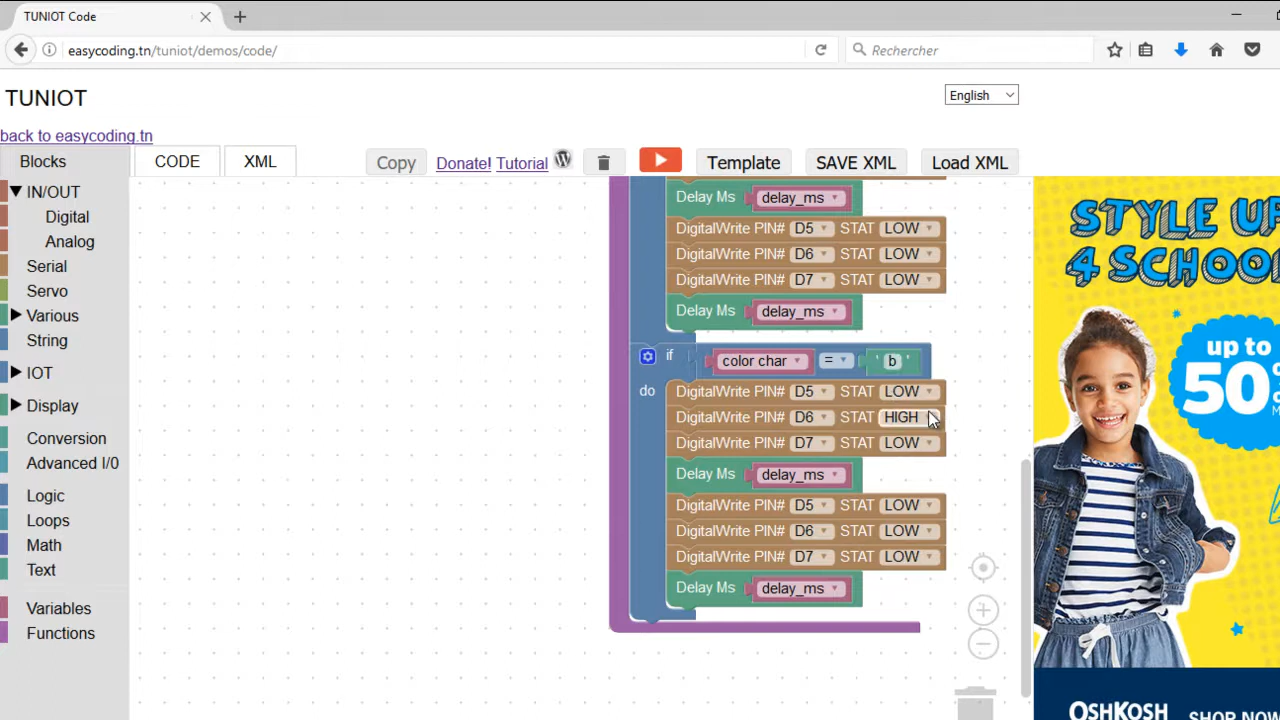 TUNIOT Code
easycoding.tn/tuniot/demos/code/
Rechercher
TUNIOT
English
back to easycoding.tn
Blocks
CODE
XML
Copy
Donate!
Tutorial
Template
SAVE XML
Load XML
IN/OUT
Digital
Analog
Serial
Servo
Various
String
IOT
Display
Conversion
Advanced I/0
Logic
Loops
Math
Text
Variables
Functions
Delay Ms delay_ms
DigitalWrite PIN# D5 STAT LOW
DigitalWrite PIN# D6 STAT LOW
DigitalWrite PIN# D7 STAT LOW
Delay Ms delay_ms
if color char = ' b '
do DigitalWrite PIN# D5 STAT LOW
DigitalWrite PIN# D6 STAT HIGH
DigitalWrite PIN# D7 STAT LOW
Delay Ms delay_ms
DigitalWrite PIN# D5 STAT LOW
DigitalWrite PIN# D6 STAT LOW
DigitalWrite PIN# D7 STAT LOW
Delay Ms delay_ms
STYLE UP
4 SCHOO
up to
50
OSHKOSH
SHOP NOW